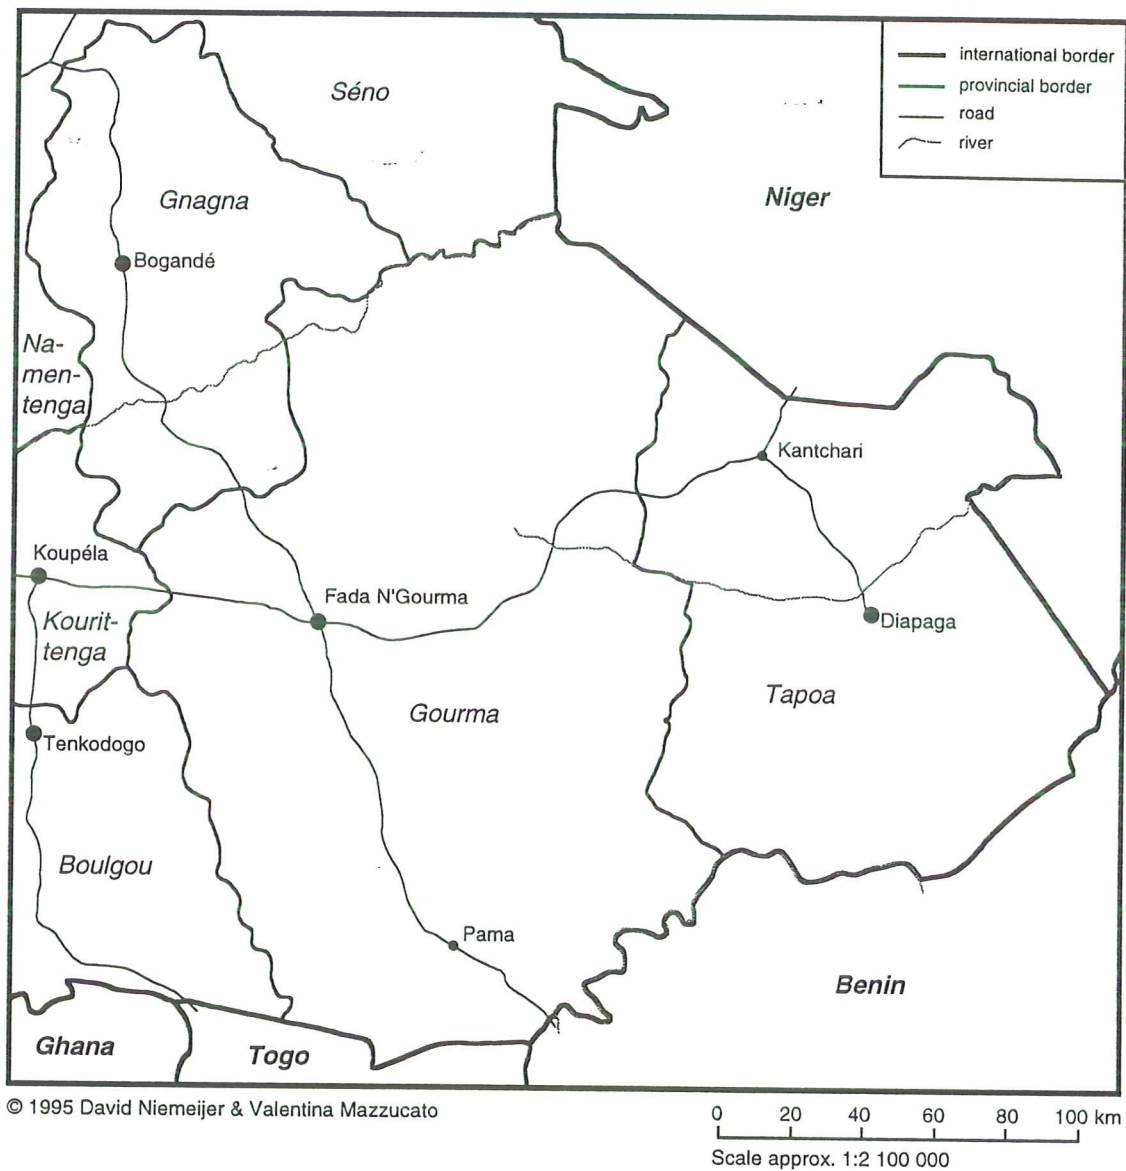 international border
provincial border
road
river
Séno
Niger
Gnagna
Bogandé
Na-
men-
tenga
Kantchari
Koupéla
Fada N'Gourma
Diapaga
Kourit-
tenga
Gourma
Tapoa
Tenkodogo
Boulgou
Pama
Benin
Ghana
Togo
© 1995 David Niemeijer & Valentina Mazzucato
0 20 40 60 80 100 km
Scale approx. 1:2 100 000